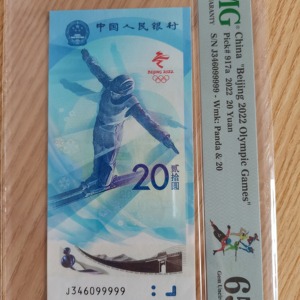 中国人民银行
BEIJING 2022
20
贰拾圆
J346099999
China "Beijing 2022 Olympic Games"
Pick# 917a 2022 20 Yuan
S/N J346099999 - Wmk: Panda & 20